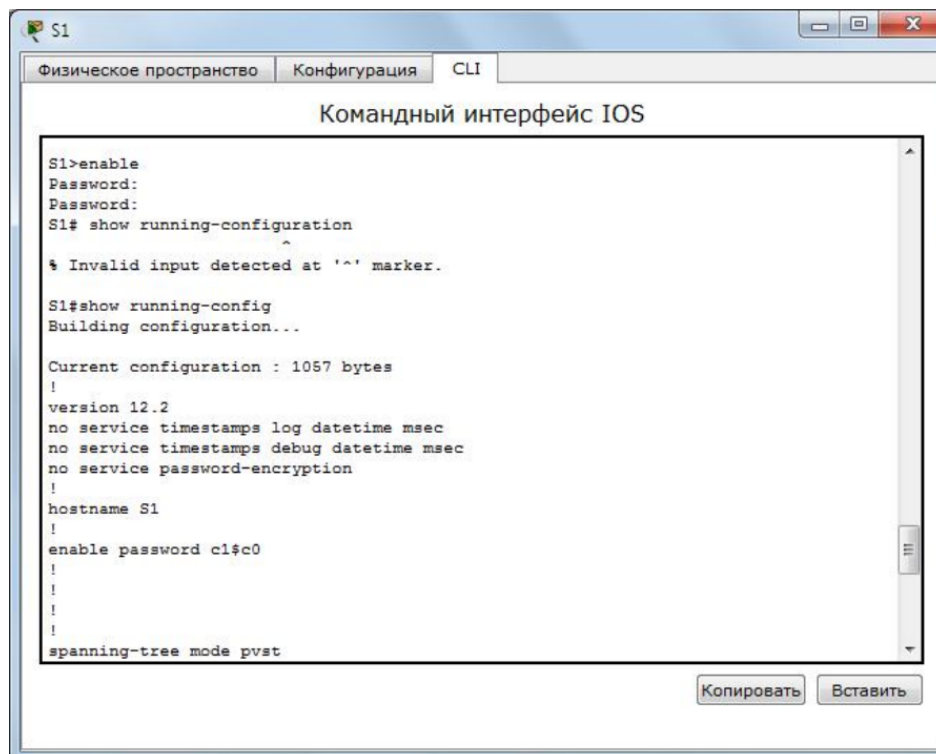 S1
Физическое пространство Конфигурация CLI
Командный интерфейс IOS
S1>enable
Password:
Password:
S1# show running-configuration
^
% Invalid input detected at '^' marker.
S1#show running-config
Building configuration...
Current configuration : 1057 bytes
!
version 12.2
no service timestamps log datetime msec
no service timestamps debug datetime msec
no service password-encryption
!
hostname S1
!
enable password c1$c0
!
!
!
!
spanning-tree mode pvst
Копировать Вставить